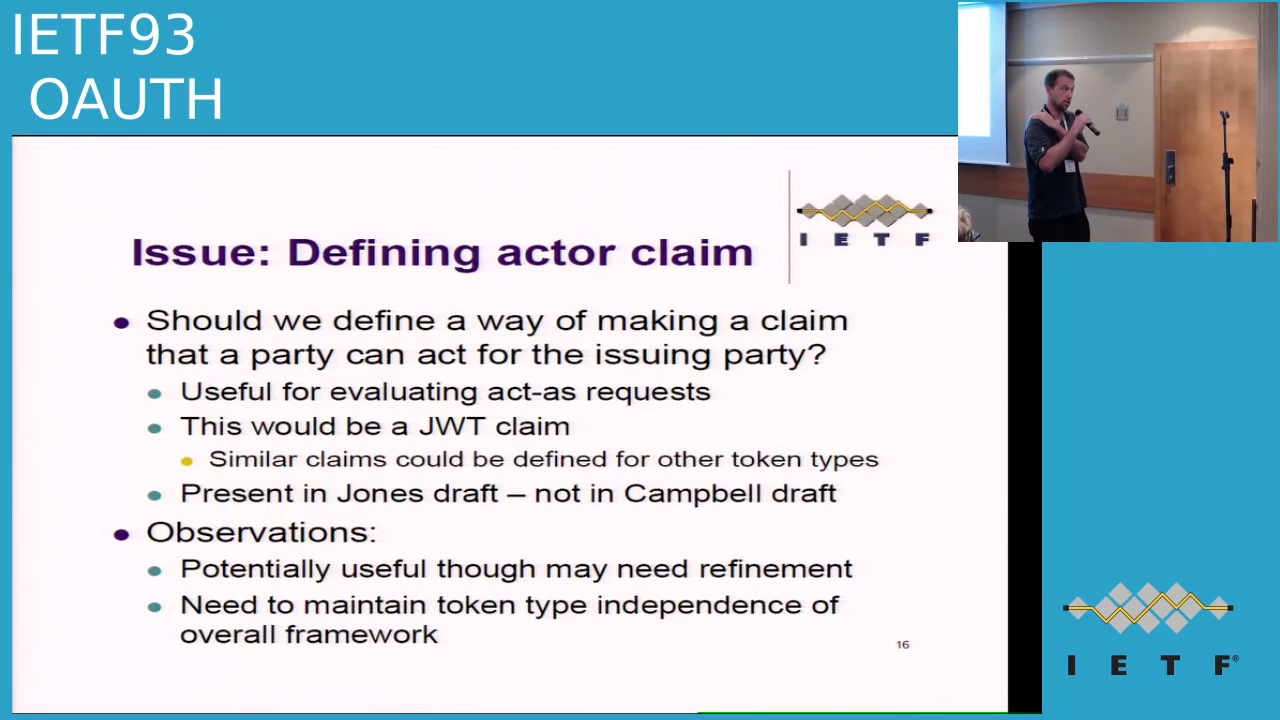 IETF93
OAUTH
IETF
Issue: Defining actor claim
Should we define a way of making a claim
that a party can act for the issuing party?
Useful for evaluating act-as requests
This would be a JWT claim
Similar claims could be defined for other token types
Present in Jones draft – not in Campbell draft
Observations:
Potentially useful though may need refinement
Need to maintain token type independence of
overall framework
16
IETF®